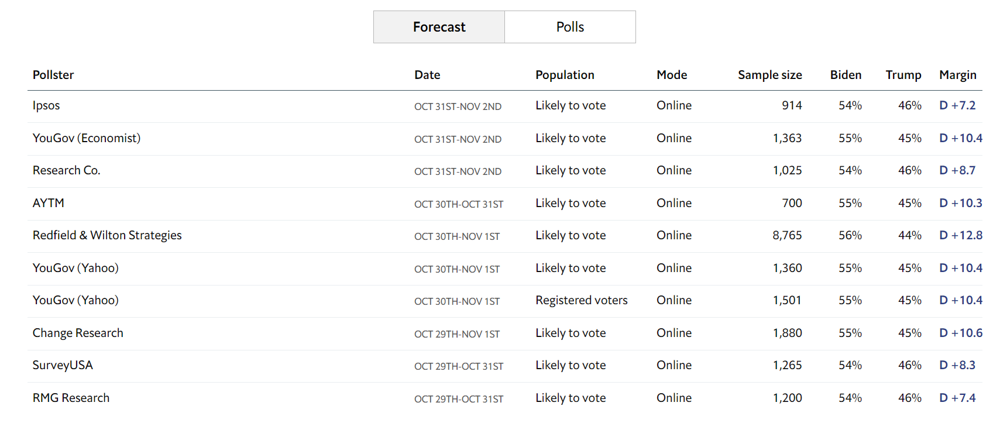 Forecast Polls
Pollster Date Population Mode Sample size Biden Trump Margin
Ipsos OCT 31ST-NOV 2ND Likely to vote Online 914 54% 46% D +7.2
YouGov (Economist) OCT 31ST-NOV 2ND Likely to vote Online 1,363 55% 45% D +10.4
Research Co. OCT 31ST-NOV 2ND Likely to vote Online 1,025 54% 46% D +8.7
AYTM OCT 30TH-OCT 31ST Likely to vote Online 700 55% 45% D +10.3
Redfield & Wilton Strategies OCT 30TH-NOV 1ST Likely to vote Online 8,765 56% 44% D +12.8
YouGov (Yahoo) OCT 30TH-NOV 1ST Likely to vote Online 1,360 55% 45% D +10.4
YouGov (Yahoo) OCT 30TH-NOV 1ST Registered voters Online 1,501 55% 45% D +10.4
Change Research OCT 29TH-NOV 1ST Likely to vote Online 1,880 55% 45% D +10.6
SurveyUSA OCT 29TH-OCT 31ST Likely to vote Online 1,265 54% 46% D +8.3
RMG Research OCT 29TH-OCT 31ST Likely to vote Online 1,200 54% 46% D +7.4